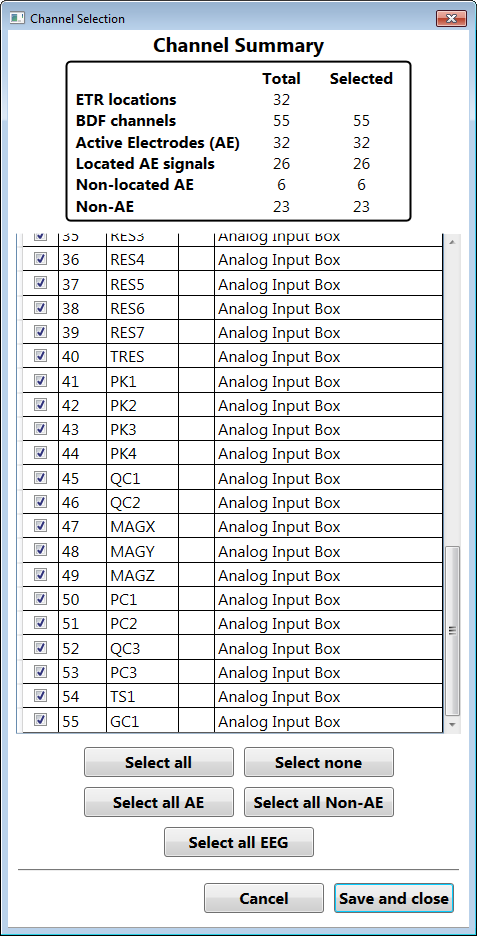 Channel Selection
Channel Summary
Total Selected
ETR locations 32
BDF channels 55 55
Active Electrodes (AE) 32 32
Located AE signals 26 26
Non-located AE 6 6
Non-AE 23 23
35 RES3 Analog Input Box
36 RES4 Analog Input Box
37 RES5 Analog Input Box
38 RES6 Analog Input Box
39 RES7 Analog Input Box
40 TRES Analog Input Box
41 PK1 Analog Input Box
42 PK2 Analog Input Box
43 PK3 Analog Input Box
44 PK4 Analog Input Box
45 QC1 Analog Input Box
46 QC2 Analog Input Box
47 MAGX Analog Input Box
48 MAGY Analog Input Box
49 MAGZ Analog Input Box
50 PC1 Analog Input Box
51 PC2 Analog Input Box
52 QC3 Analog Input Box
53 PC3 Analog Input Box
54 TS1 Analog Input Box
55 GC1 Analog Input Box
Select all Select none
Select all AE Select all Non-AE
Select all EEG
Cancel Save and close